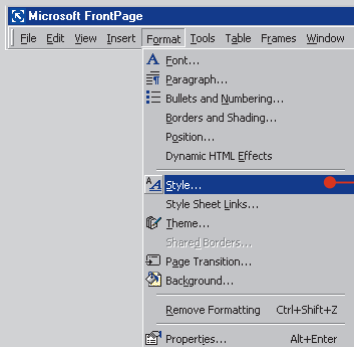 Microsoft FrontPage
File Edit View Insert Format Tools Table Frames Window
Font...
Paragraph...
Bullets and Numbering...
Borders and Shading...
Position...
Dynamic HTML Effects
Style...
Style Sheet Links...
Theme...
Shared Borders...
Page Transition...
Background...
Remove Formatting Ctrl+Shift+Z
Properties... Alt+Enter